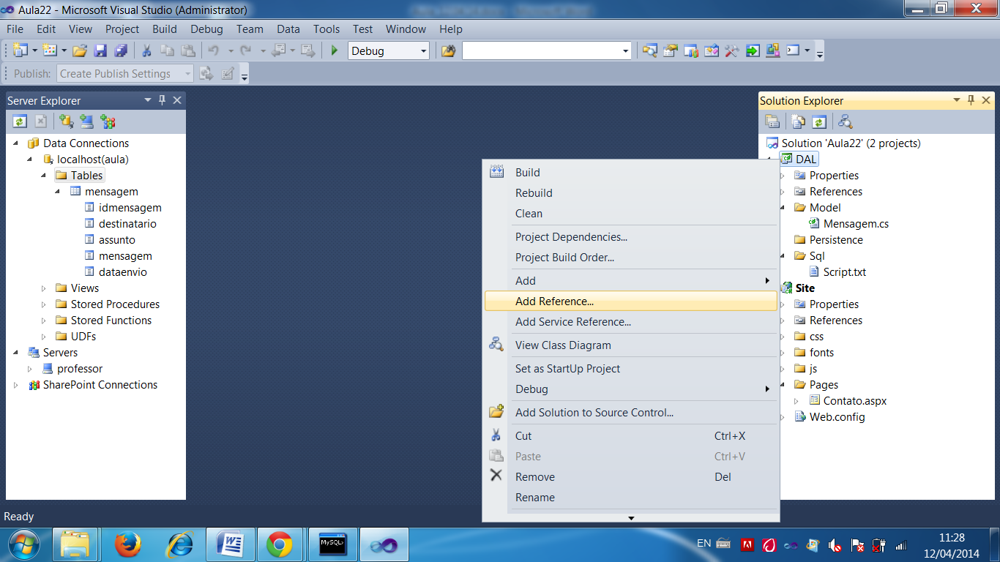 Aula22 - Microsoft Visual Studio (Administrator)
File Edit View Project Build Debug Team Data Tools Test Window Help
Debug
Publish: Create Publish Settings
Server Explorer
Data Connections
localhost(aula)
Tables
mensagem
idmensagem
destinatario
assunto
mensagem
dataenvio
Views
Stored Procedures
Stored Functions
UDFs
Servers
professor
SharePoint Connections
Build
Rebuild
Clean
Project Dependencies...
Project Build Order...
Add
Add Reference...
Add Service Reference...
View Class Diagram
Set as StartUp Project
Debug
Add Solution to Source Control...
Cut Ctrl+X
Paste Ctrl+V
Remove Del
Rename
Solution Explorer
Solution 'Aula22' (2 projects)
DAL
Properties
References
Model
Mensagem.cs
Persistence
Sql
Script.txt
Site
Properties
References
css
fonts
js
Pages
Contato.aspx
Web.config
Ready
MySQL>
EN
11:28
12/04/2014